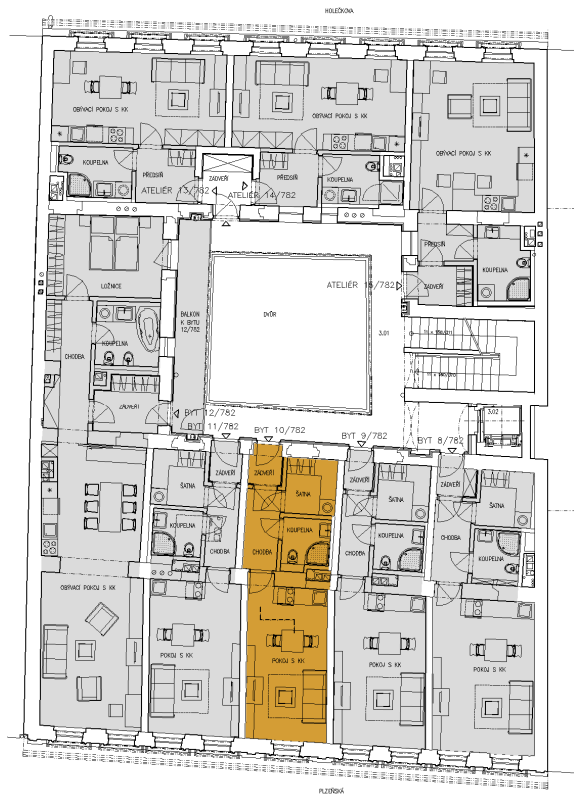 HOLEČKOVA
OBÝVACÍ POKOJ S KK
OBÝVACÍ POKOJ S KK
OBÝVACÍ POKOJ S KK
KOUPELNA
PŘEDSÍŇ
ZÁDVEŘÍ
PŘEDSÍŇ
KOUPELNA
ATELIÉR 13/782
ATELIÉR 14/782
PŘEDSÍŇ
KOUPELNA
LOŽNICE
ATELIÉR 15/782
ZÁDVEŘÍ
BALKON
K BYTU
12/782
DVŮR
3.01
CHODBA
KOUPELNA
ZÁDVEŘÍ
BYT 12/782
BYT 11/782
BYT 10/782
BYT 9/782
BYT 8/782
3.02
ŠATNA
ZÁDVEŘÍ
ZÁDVEŘÍ
ŠATNA
ZÁDVEŘÍ
ŠATNA
ZÁDVEŘÍ
ŠATNA
KOUPELNA
CHODBA
CHODBA
KOUPELNA
CHODBA
KOUPELNA
CHODBA
KOUPELNA
OBÝVACÍ POKOJ S KK
POKOJ S KK
POKOJ S KK
POKOJ S KK
POKOJ S KK
PLZEŇSKÁ